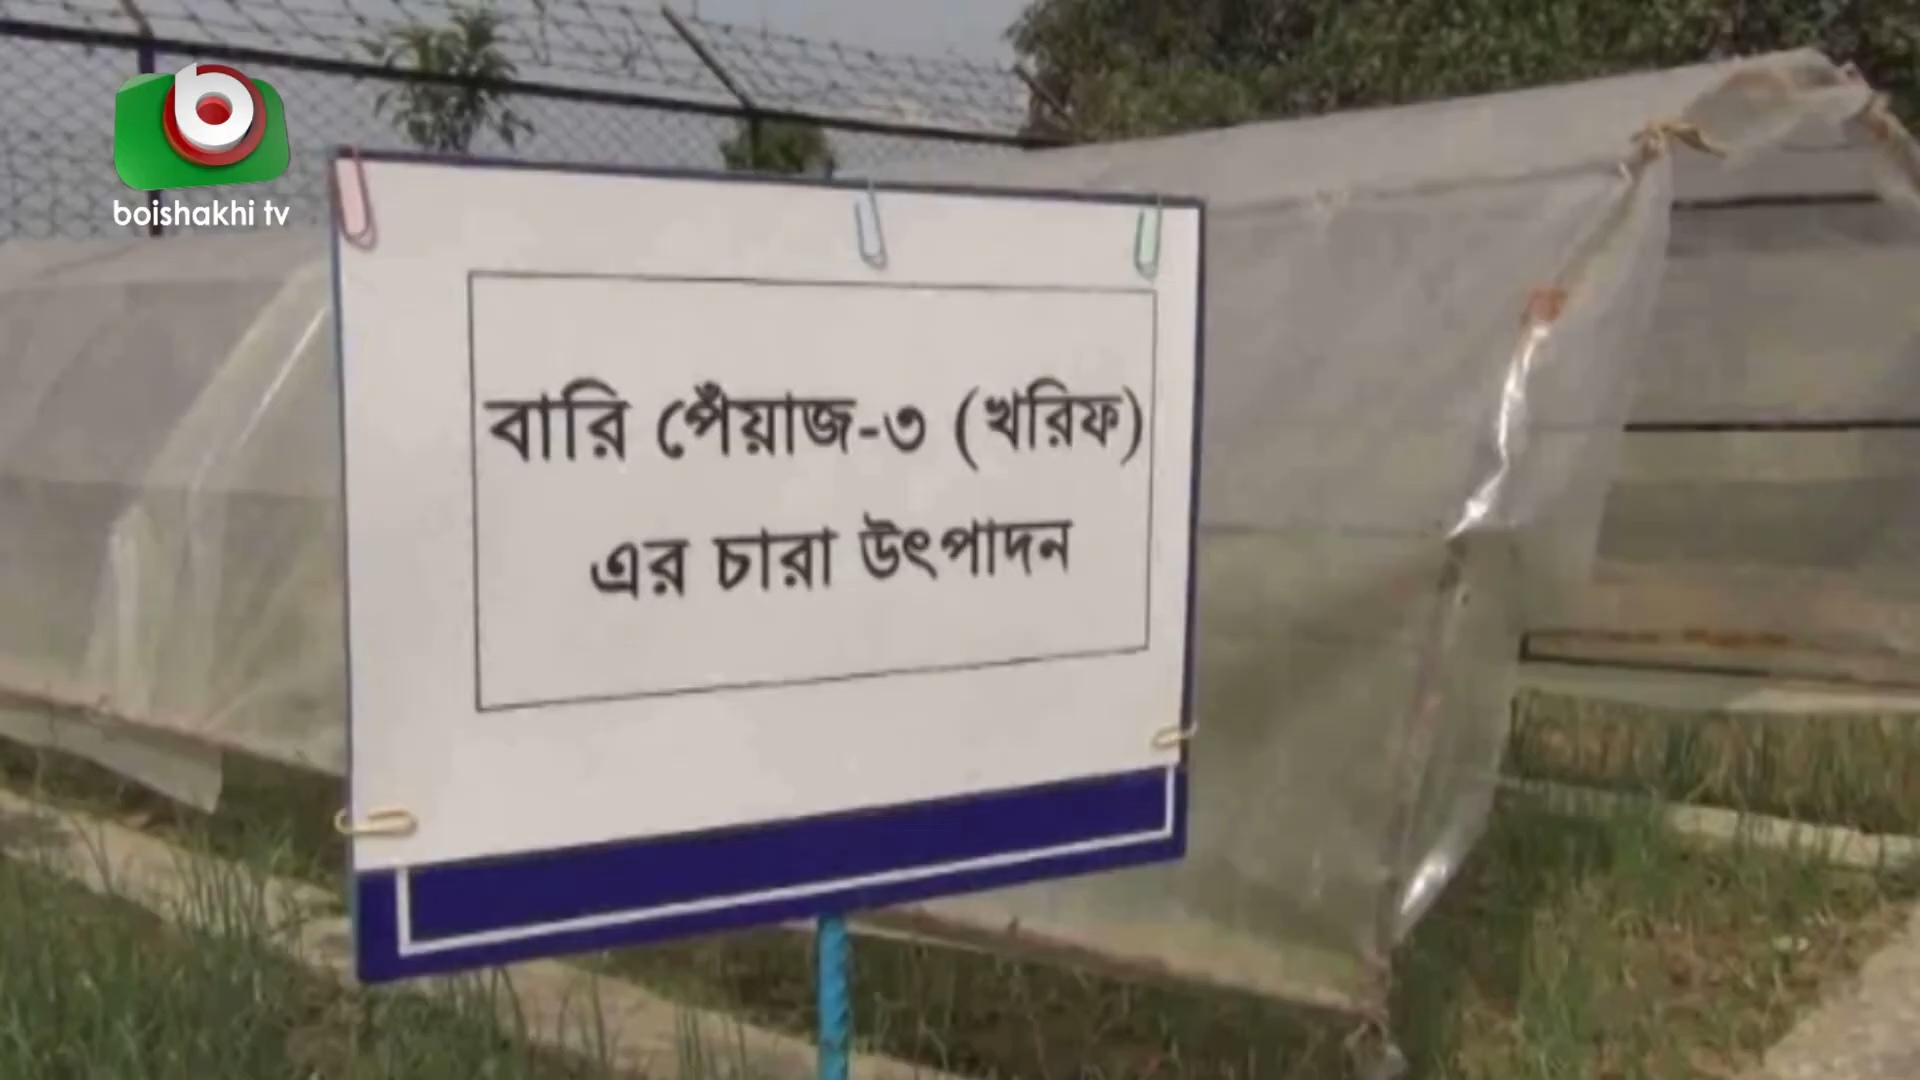 boishakhi tv
বারি পেঁয়াজ-৩ (খরিফ)
এর চারা উৎপাদন